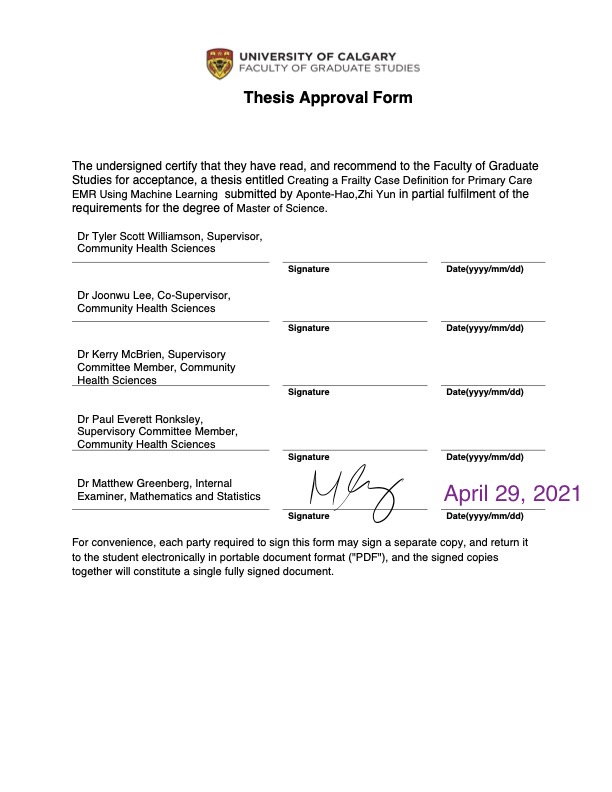 UNIVERSITY OF CALGARY
FACULTY OF GRADUATE STUDIES
Thesis Approval Form
The undersigned certify that they have read, and recommend to the Faculty of Graduate
Studies for acceptance, a thesis entitled Creating a Frailty Case Definition for Primary Care
EMR Using Machine Learning submitted by Aponte-Hao,Zhi Yun in partial fulfilment of the
requirements for the degree of Master of Science.
Dr Tyler Scott Williamson, Supervisor,
Community Health Sciences
Signature Date(yyyy/mm/dd)
Dr Joonwu Lee, Co-Supervisor,
Community Health Sciences
Signature Date(yyyy/mm/dd)
Dr Kerry McBrien, Supervisory
Committee Member, Community
Health Sciences
Signature Date(yyyy/mm/dd)
Dr Paul Everett Ronksley,
Supervisory Committee Member,
Community Health Sciences
Signature Date(yyyy/mm/dd)
Dr Matthew Greenberg, Internal
Examiner, Mathematics and Statistics
April 29, 2021
Signature Date(yyyy/mm/dd)
For convenience, each party required to sign this form may sign a separate copy, and return it
to the student electronically in portable document format ("PDF"), and the signed copies
together will constitute a single fully signed document.